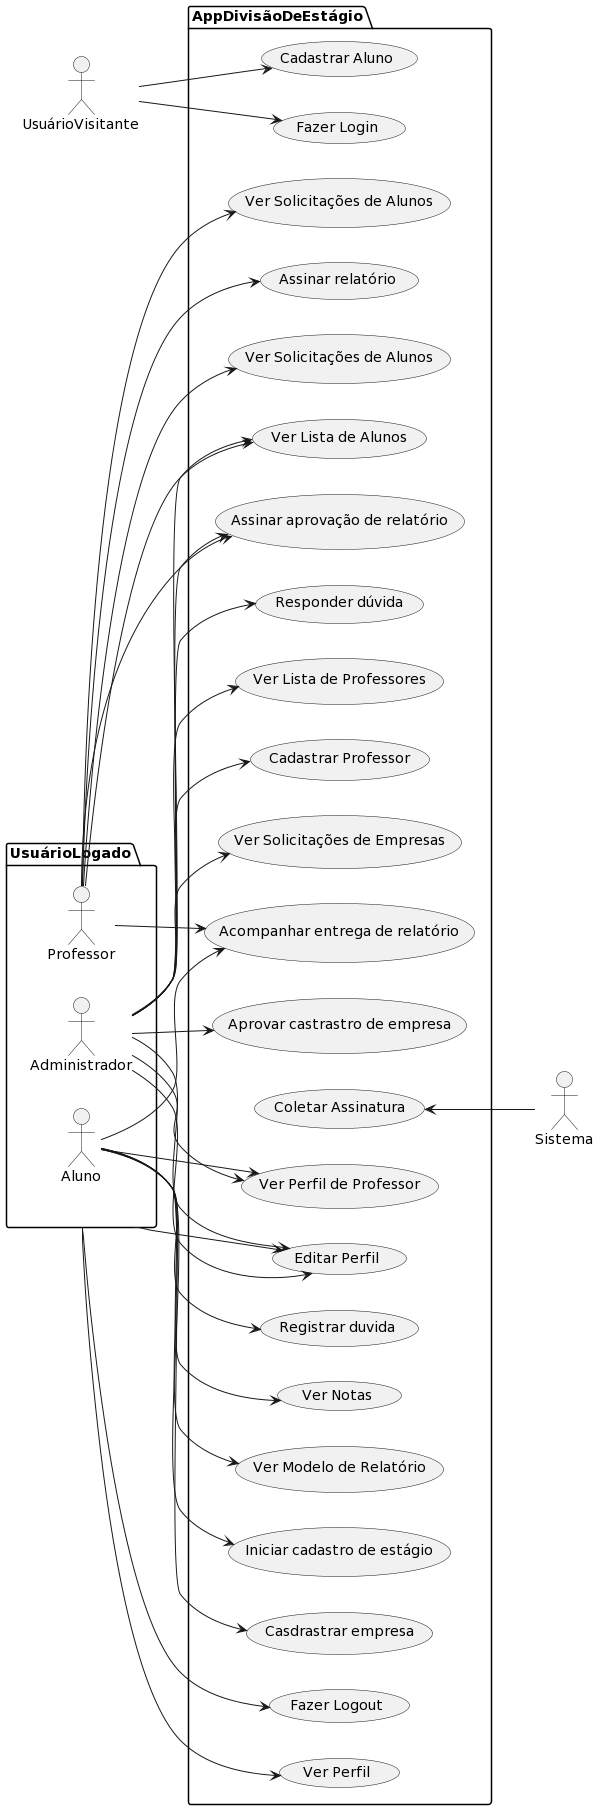 AppDivisãoDeEstágio
Cadastrar Aluno
UsuárioVisitante
Fazer Login
Ver Solicitações de Alunos
Assinar relatório
Ver Solicitações de Alunos
Ver Lista de Alunos
Assinar aprovação de relatório
Responder dúvida
Ver Lista de Professores
Cadastrar Professor
Ver Solicitações de Empresas
UsuárioLogado
Acompanhar entrega de relatório
Professor
Aprovar castrastro de empresa
Administrador
Coletar Assinatura
Sistema
Aluno
Ver Perfil de Professor
Editar Perfil
Registrar duvida
Ver Notas
Ver Modelo de Relatório
Iniciar cadastro de estágio
Casdrastrar empresa
Fazer Logout
Ver Perfil